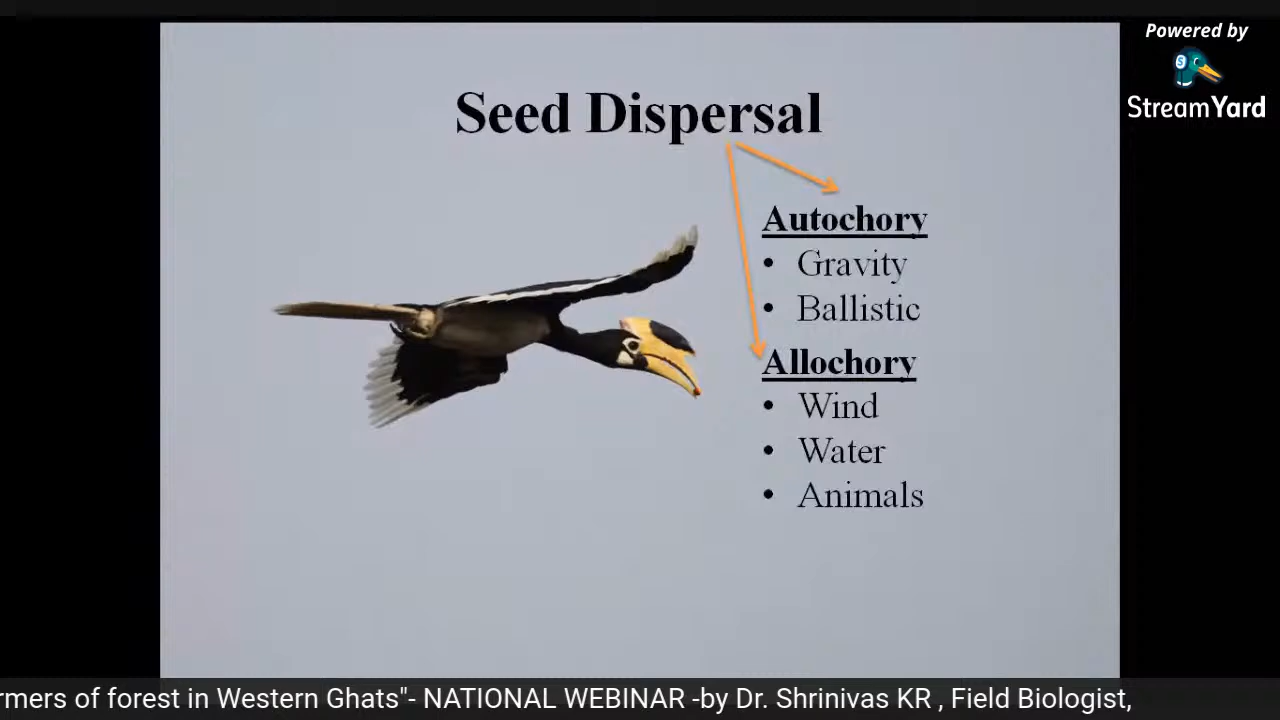 Powered by
StreamYard
Seed Dispersal
Autochory
• Gravity
• Ballistic
Allochory
• Wind
• Water
• Animals
rmers of forest in Western Ghats"- NATIONAL WEBINAR -by Dr. Shrinivas KR , Field Biologist,